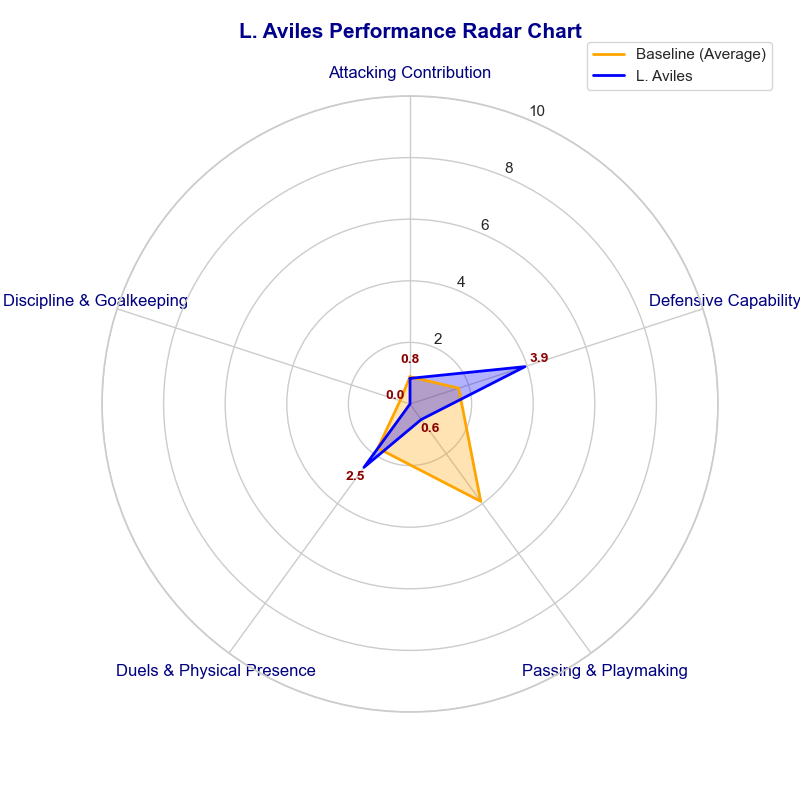 L. Aviles Performance Radar Chart
Baseline (Average)
L. Aviles
Attacking Contribution
10
8
6
4
2
Discipline & Goalkeeping
Defensive Capability
0.8
3.9
0.0
0.6
2.5
Duels & Physical Presence
Passing & Playmaking